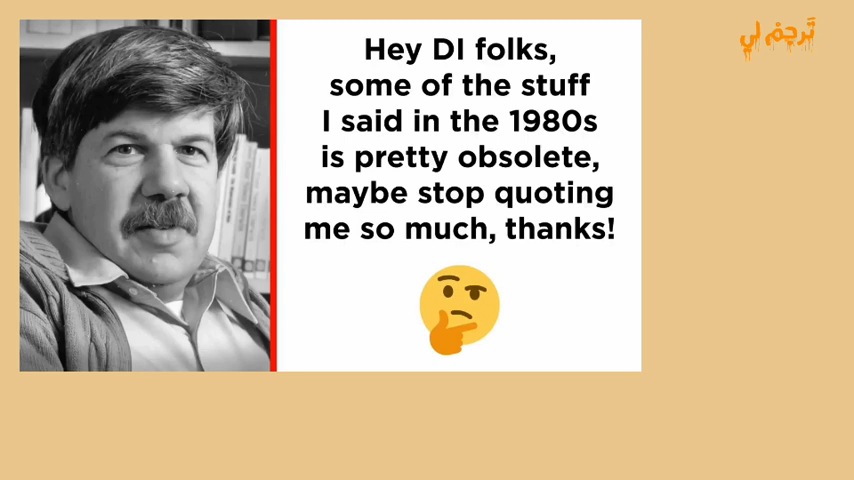 Hey DI folks,
some of the stuff
I said in the 1980s
is pretty obsolete,
maybe stop quoting
me so much, thanks!
تَرجِمْ لي